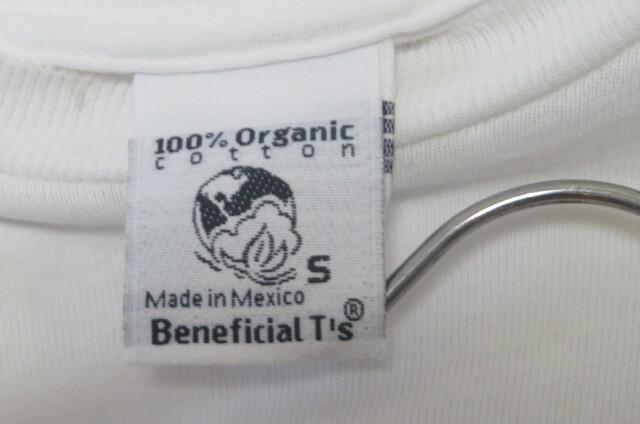 100% Organic
cotton
S
Made in Mexico
Beneficial T's®